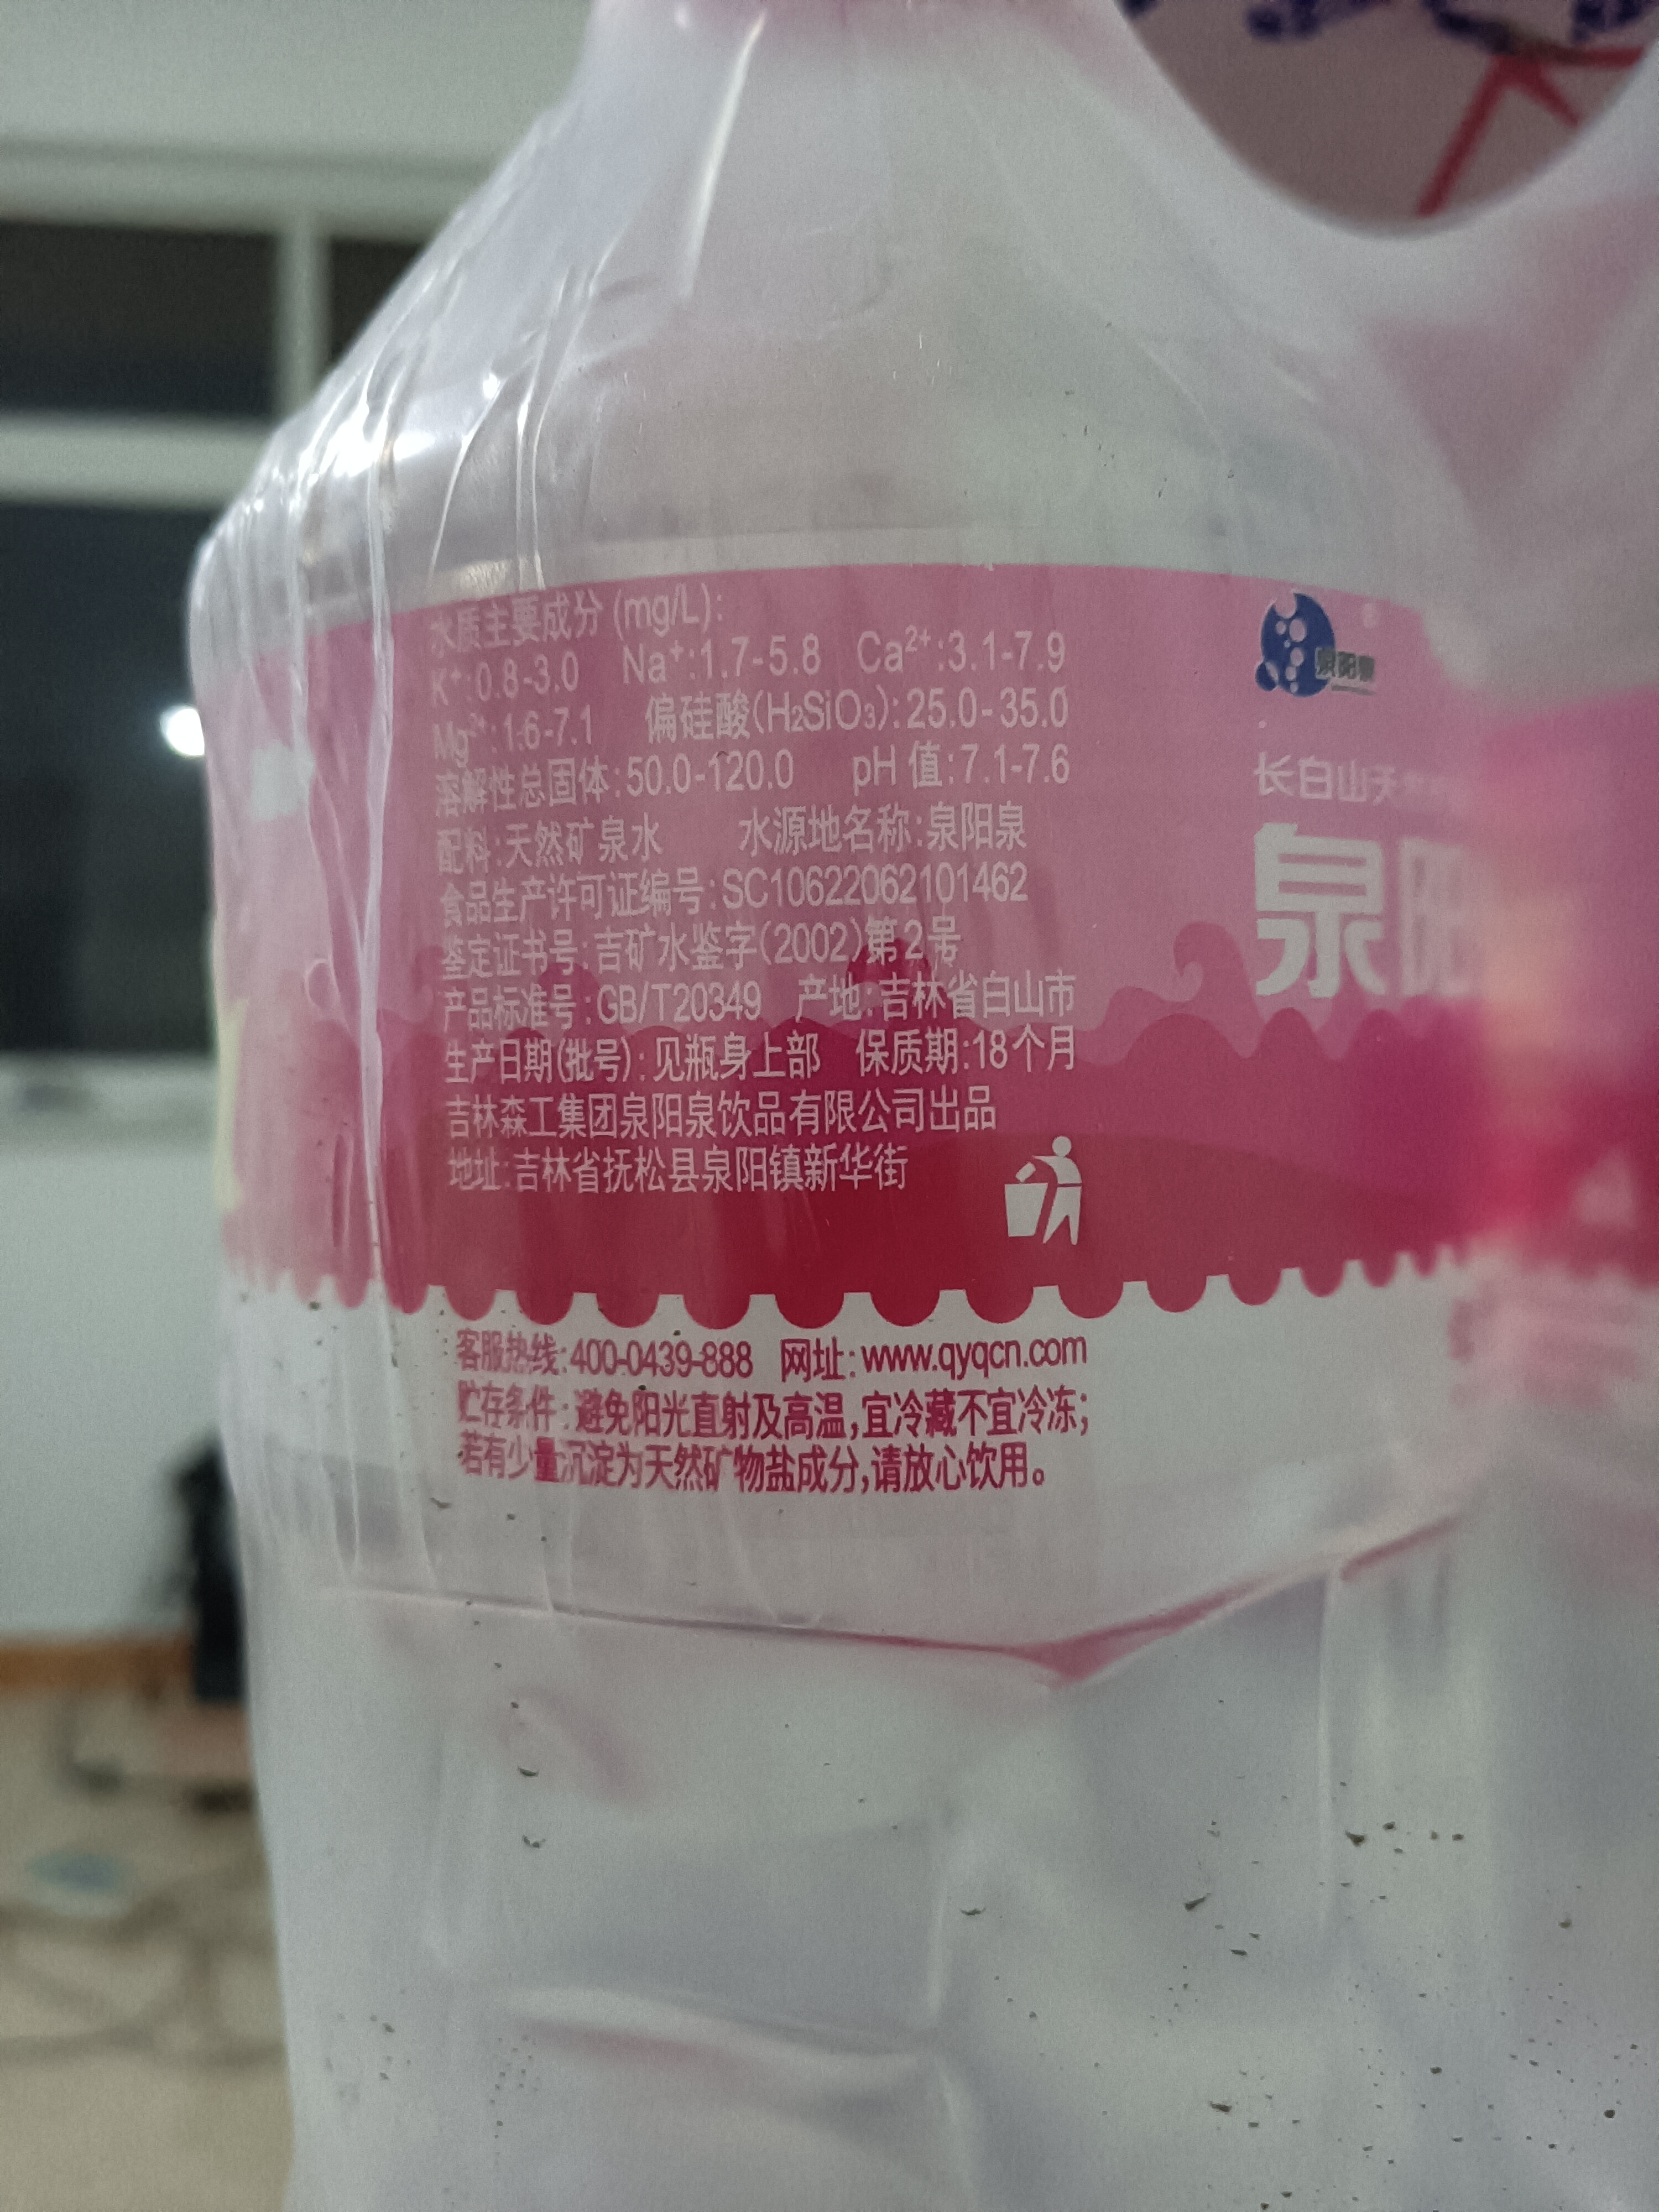 水质主要成分 (mg/L):
K⁺:0.8-3.0 Na⁺:1.7-5.8 Ca²⁺:3.1-7.9
Mg²⁺:1.6-7.1 偏硅酸(H₂SiO₃):25.0-35.0
溶解性总固体:50.0-120.0 pH 值:7.1-7.6
配料:天然矿泉水 水源地名称:泉阳泉
食品生产许可证编号:SC10622062101462
鉴定证书号:吉矿水鉴字(2002)第2号
产品标准号:GB/T20349 产地:吉林省白山市
生产日期(批号):见瓶身上部 保质期:18个月
吉林森工集团泉阳泉饮品有限公司出品
地址:吉林省抚松县泉阳镇新华街
客服热线:400-0439-888 网址:www.qyqcn.com
贮存条件:避免阳光直射及高温,宜冷藏不宜冷冻;
若有少量沉淀为天然矿物盐成分,请放心饮用。
泉阳泉
长白山天
泉阳